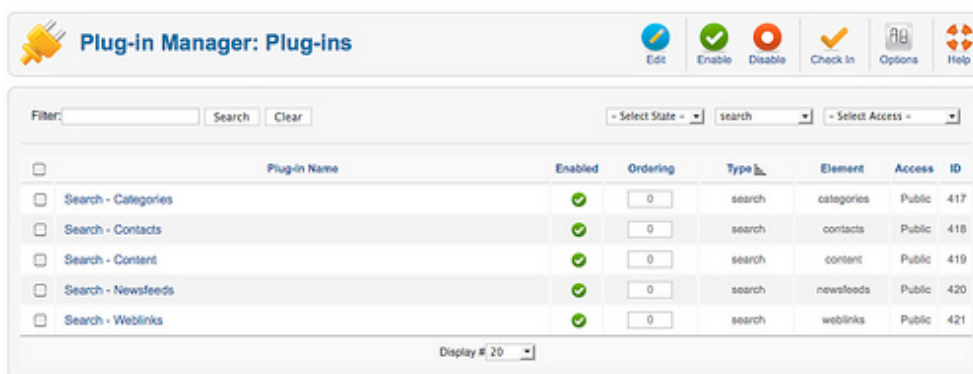 Plug-in Manager: Plug-ins
Edit Enable Disable Check In Options Help
Filter: Search Clear - Select State - search - Select Access -
Plug-in Name Enabled Ordering Type Element Access ID
Search - Categories 0 search categories Public 417
Search - Contacts 0 search contacts Public 418
Search - Content 0 search content Public 419
Search - Newsfeeds 0 search newsfeeds Public 420
Search - Weblinks 0 search weblinks Public 421
Display # 20